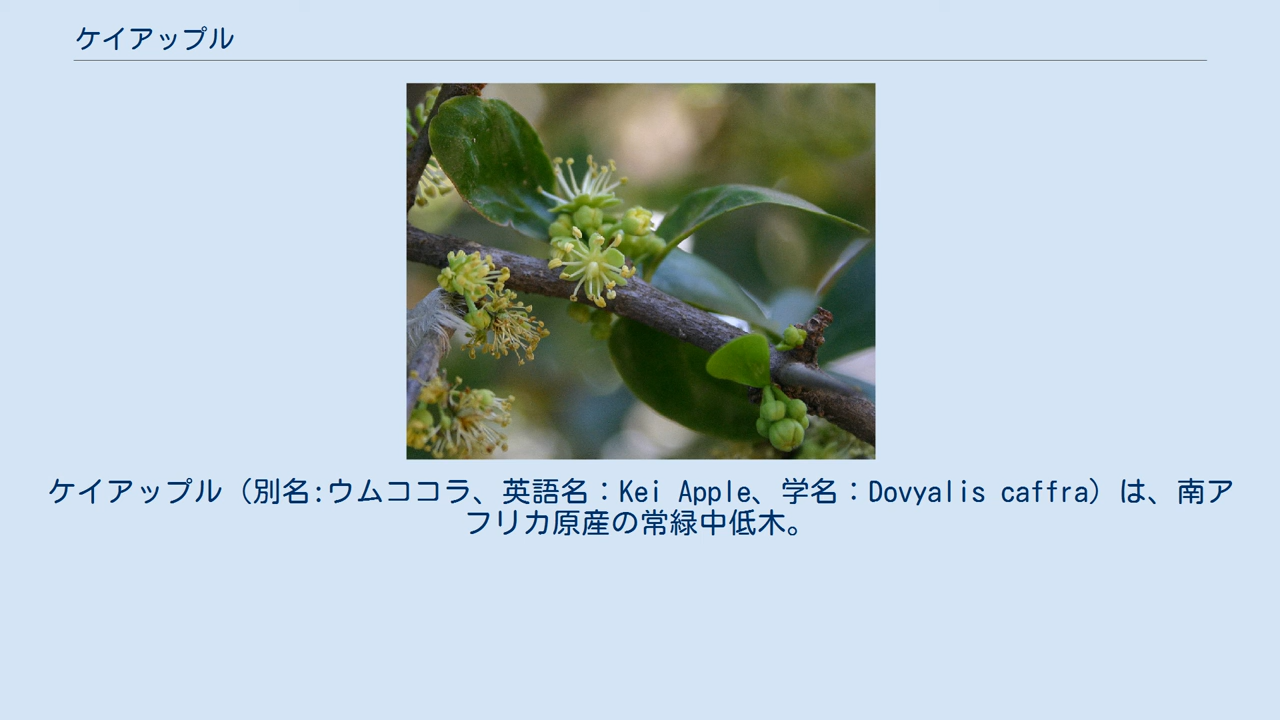 ケイアップル
ケイアップル（別名:ウムココラ、英語名：Kei Apple、学名：Dovyalis caffra）は、南ア
フリカ原産の常緑中低木。